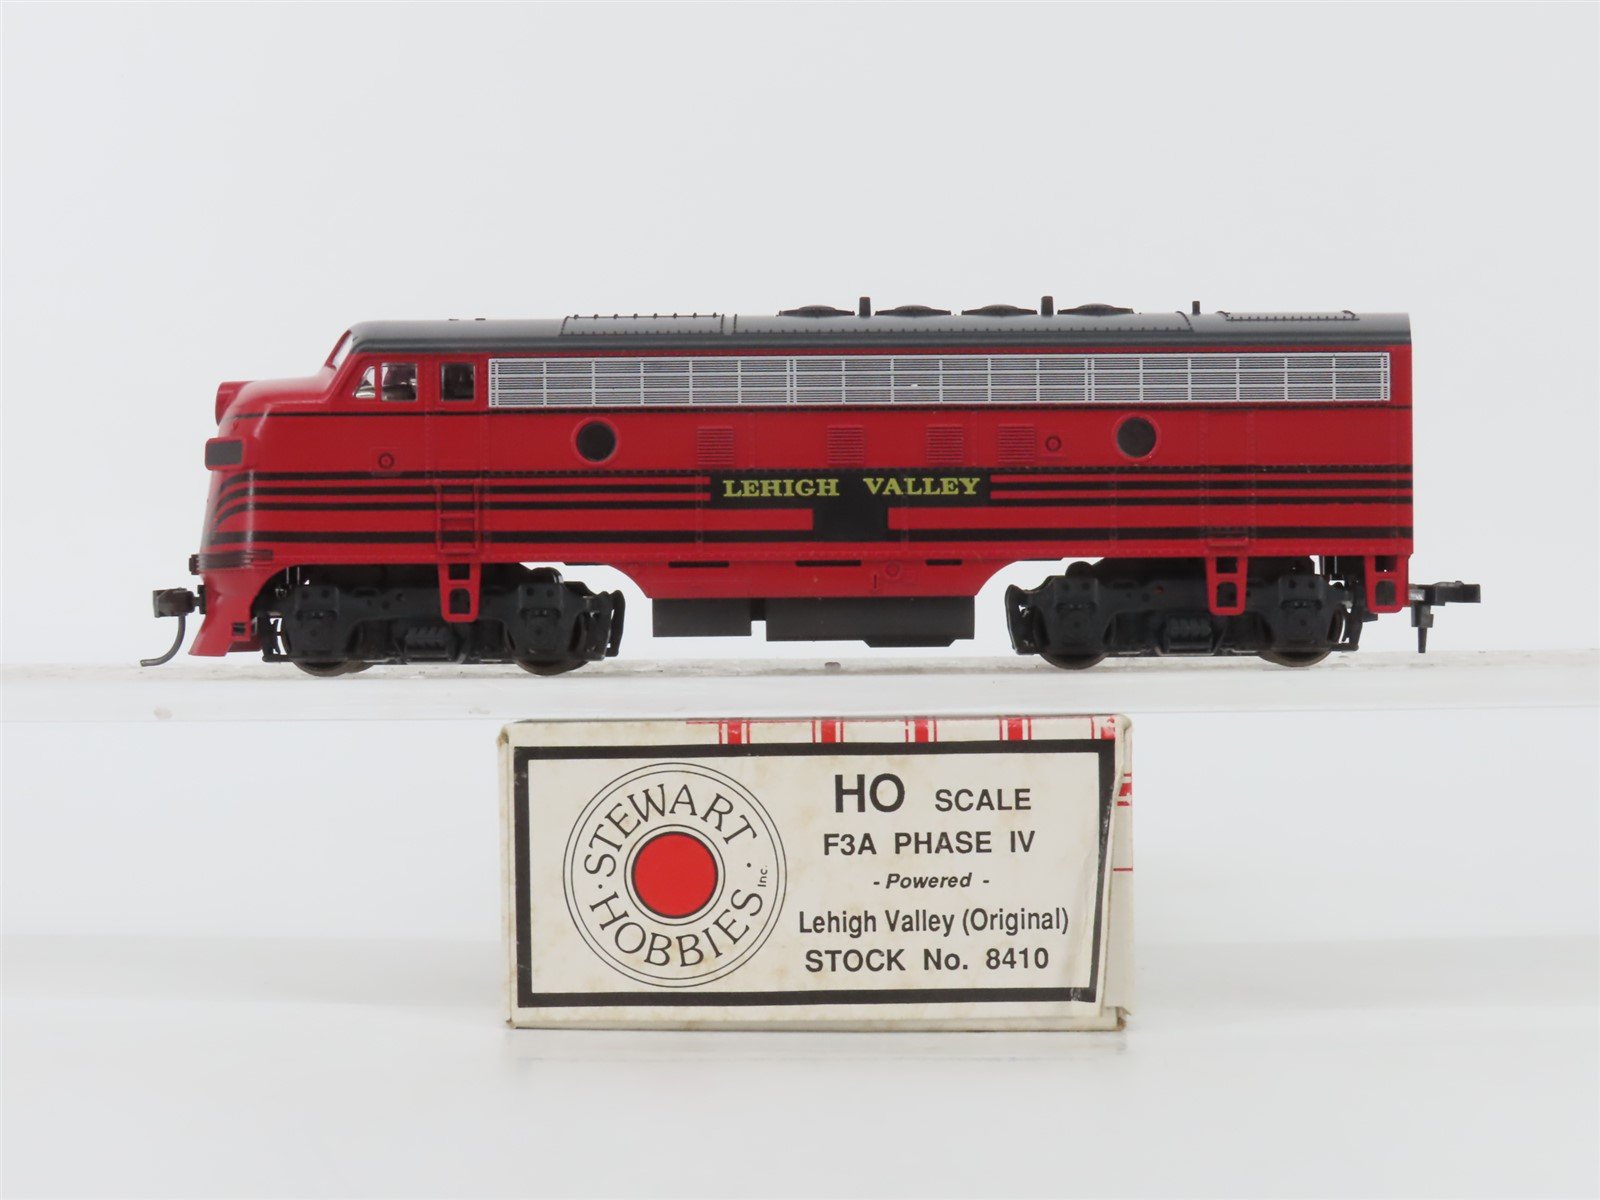 LEHIGH VALLEY
STEWART
HOBBIES Inc.
HO SCALE
F3A PHASE IV
- Powered -
Lehigh Valley (Original)
STOCK No. 8410